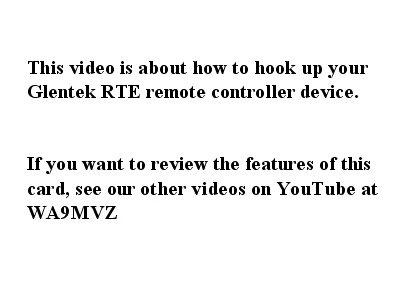 This video is about how to hook up your
Glentek RTE remote controller device.
If you want to review the features of this
card, see our other videos on YouTube at
WA9MVZ